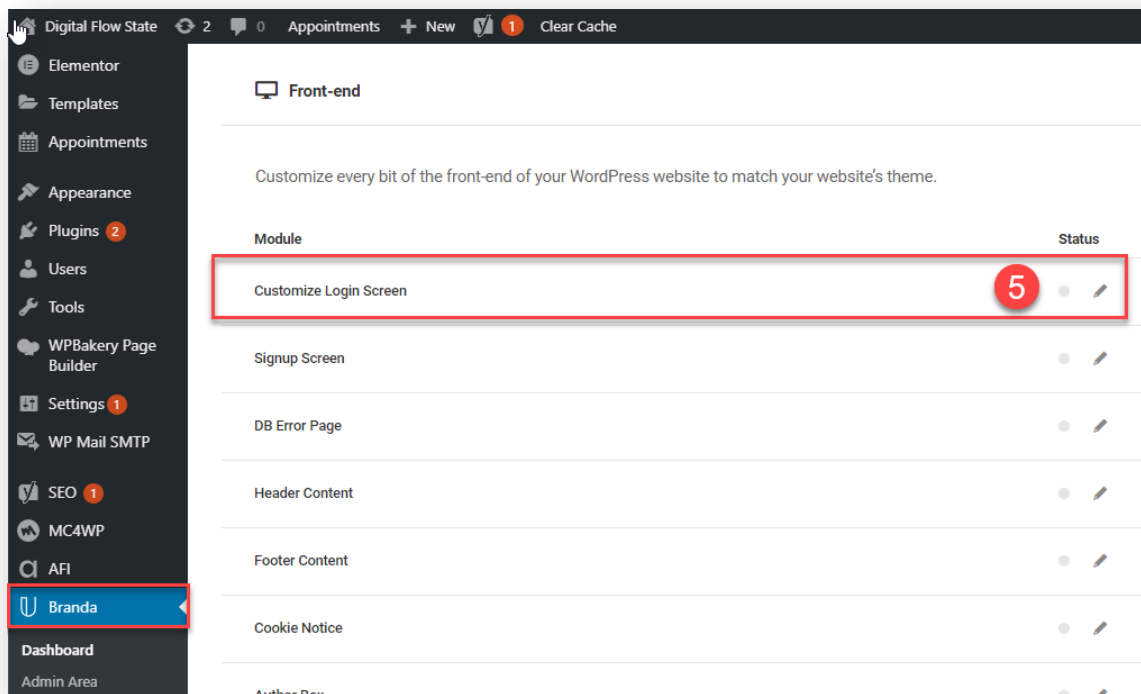 Digital Flow State 2 0 Appointments New 1 Clear Cache
Elementor
Templates
Appointments
Appearance
Plugins 2
Users
Tools
WPBakery Page
Builder
Settings 1
WP Mail SMTP
SEO 1
MC4WP
AFI
Branda
Dashboard
Admin Area
Front-end
Customize every bit of the front-end of your WordPress website to match your website's theme.
Module Status
Customize Login Screen 5
Signup Screen
DB Error Page
Header Content
Footer Content
Cookie Notice
Author Box